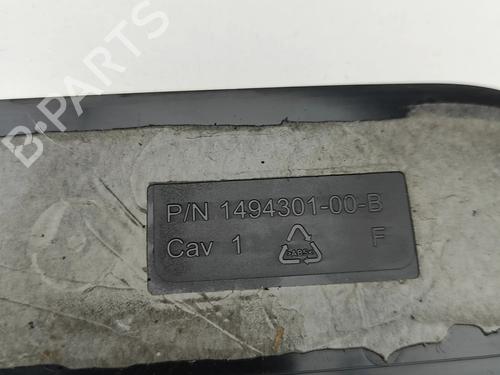 B-PARTS
P/N 1494301-00-B
Cav 1 F
>ABS<